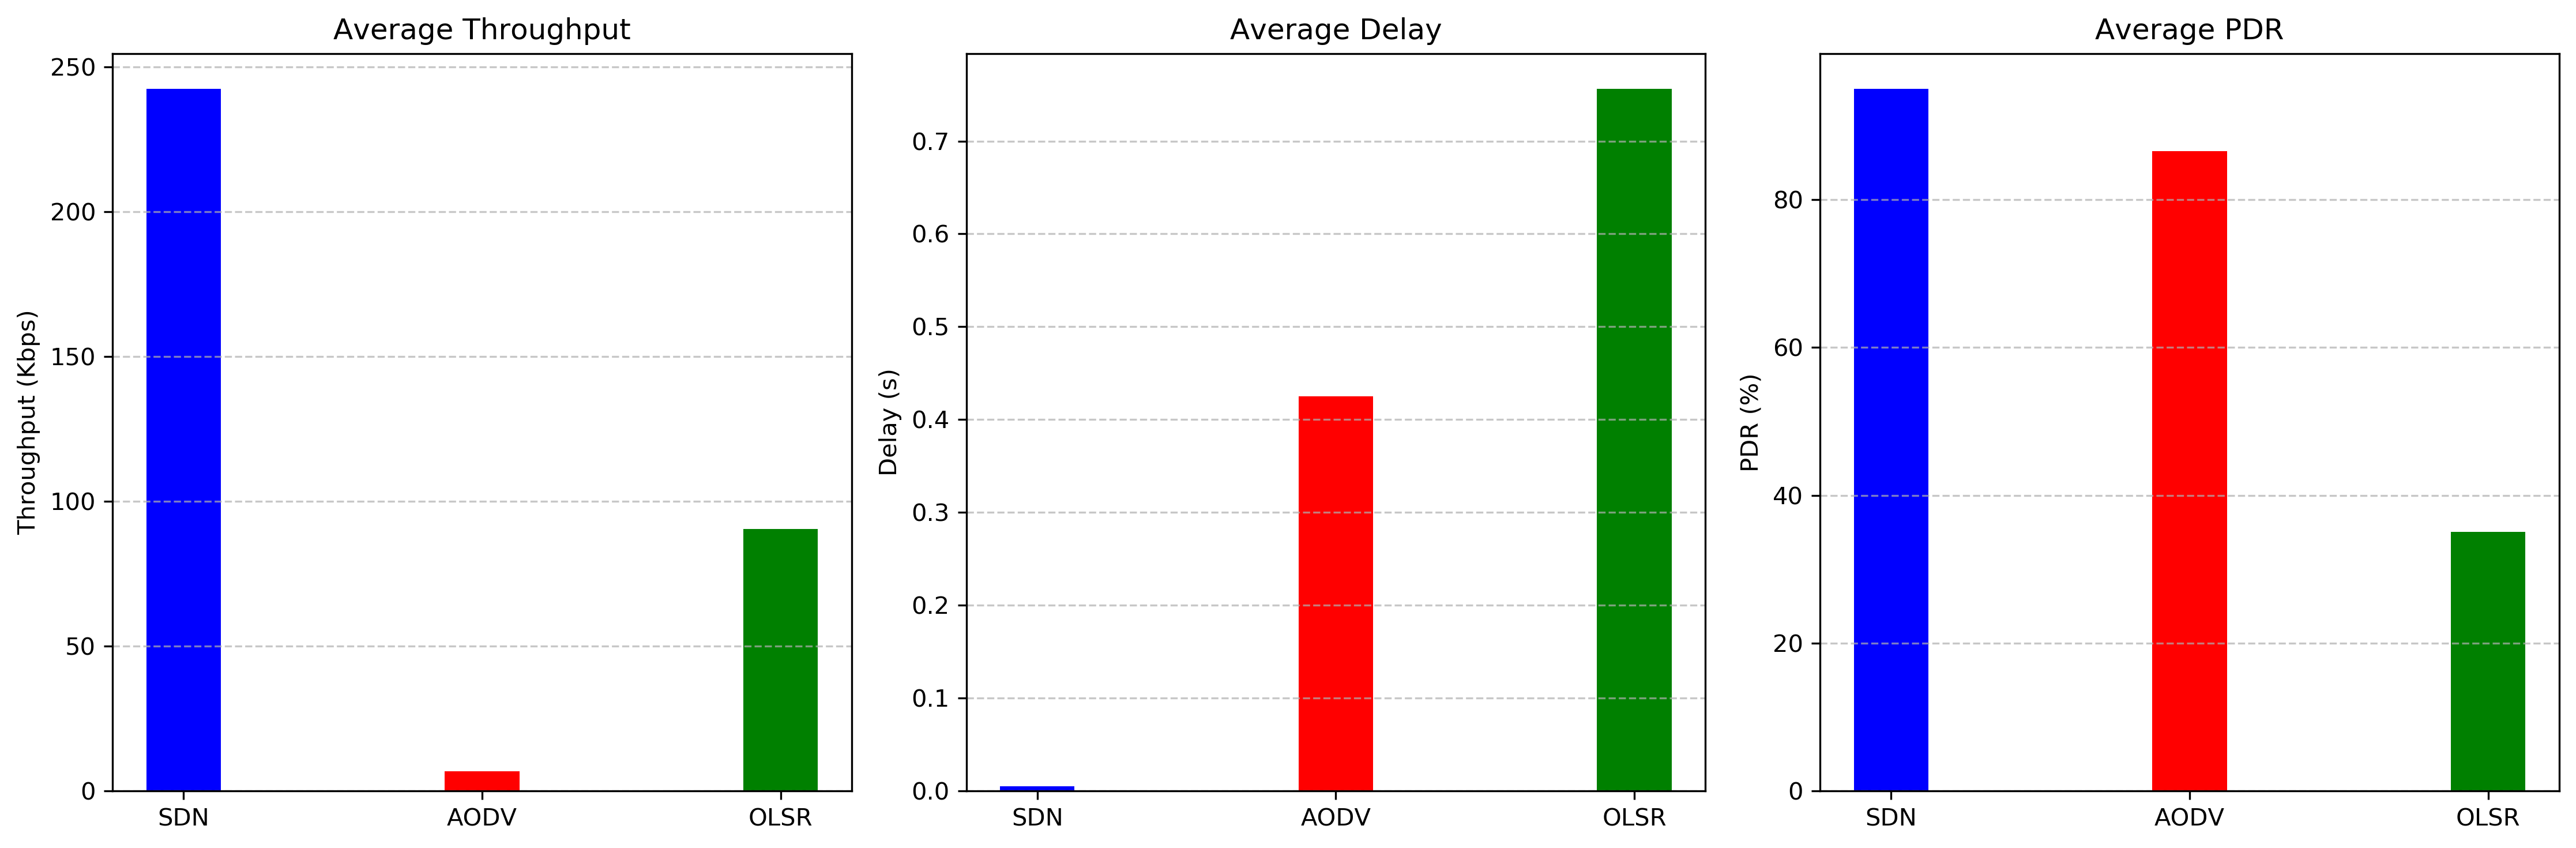 Average Throughput
Throughput (Kbps)
250
200
150
100
50
0
SDN AODV OLSR
Average Delay
Delay (s)
0.7
0.6
0.5
0.4
0.3
0.2
0.1
0.0
SDN AODV OLSR
Average PDR
PDR (%)
80
60
40
20
0
SDN AODV OLSR